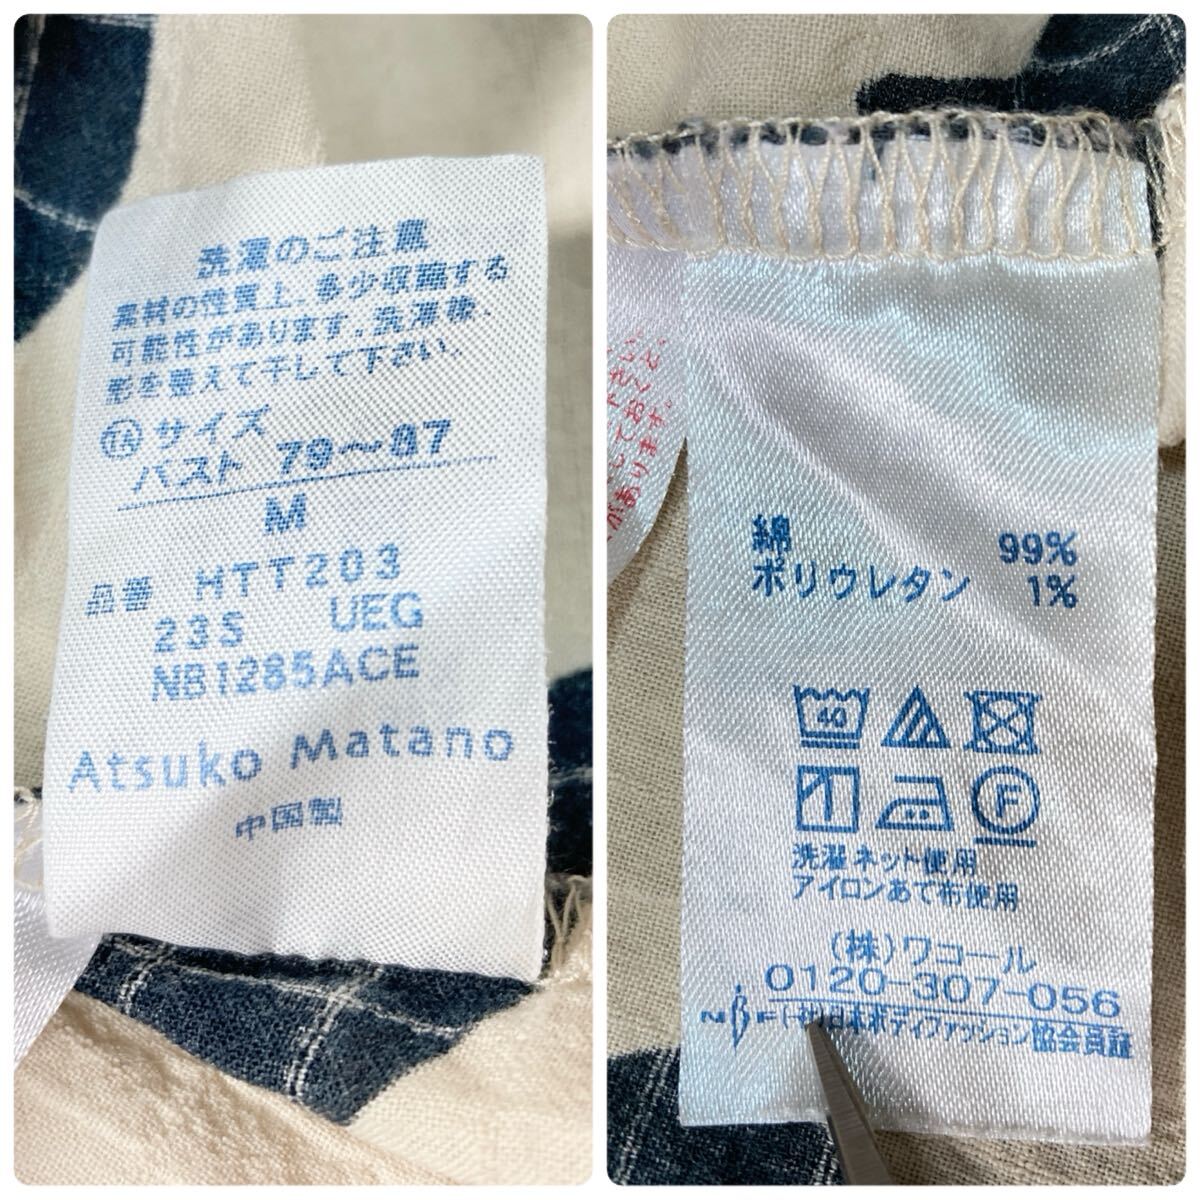 洗濯のご注意
素材の性質上、多少収縮する
可能性があります。洗濯後、
形を整えて干して下さい。
サイズ
バスト 79～87
M
品番 HTT203
23S UEG
NB1285ACE
Atsuko Matano
中国製
綿 99%
ポリウレタン 1%
40
F
洗濯ネット使用
アイロンあて布使用
(株)ワコール
0120-307-056
NBF(一社)日本ボディファッション協会員証